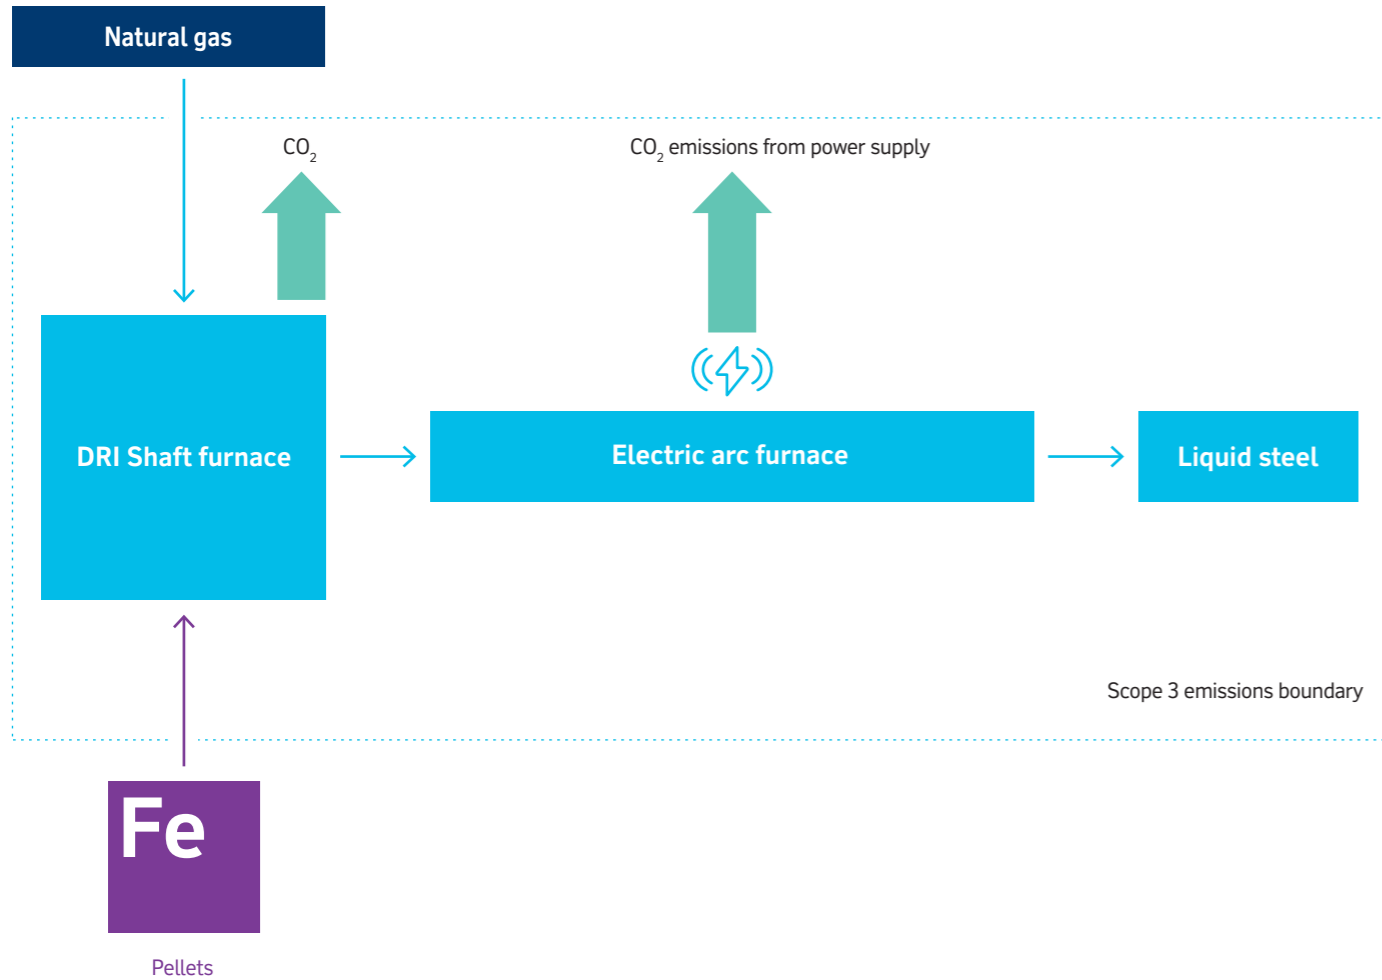 Natural gas
CO₂
CO₂ emissions from power supply
DRI Shaft furnace
Electric arc furnace
Liquid steel
Scope 3 emissions boundary
Fe
Pellets